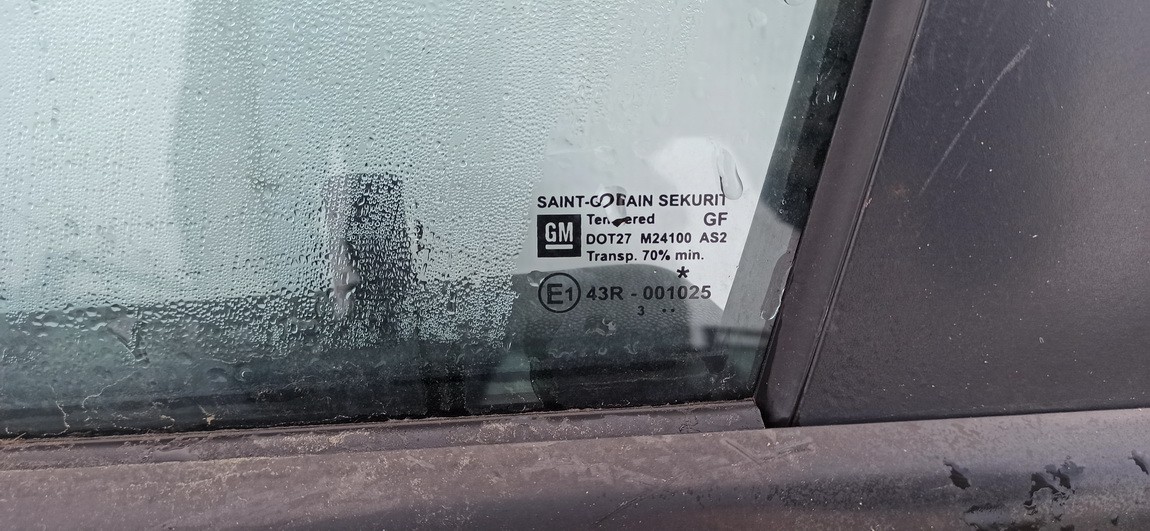 SAINT-GOBAIN SEKURIT
Tempered GF
GM
DOT27 M24100 AS2
Transp. 70% min.
*
E1 43R - 001025
3 ··